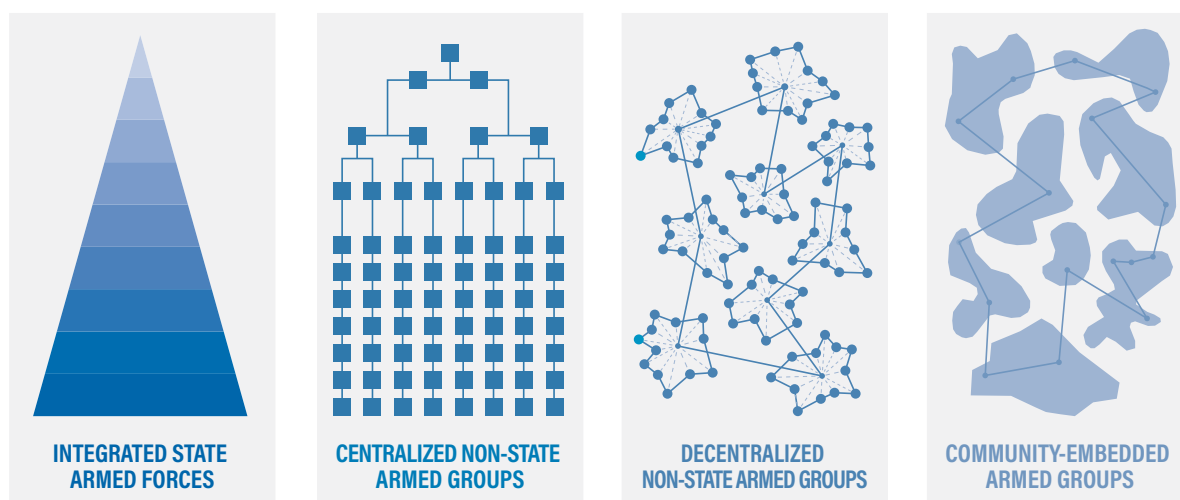 INTEGRATED STATE
ARMED FORCES
CENTRALIZED NON-STATE
ARMED GROUPS
DECENTRALIZED
NON-STATE ARMED GROUPS
COMMUNITY-EMBEDDED
ARMED GROUPS